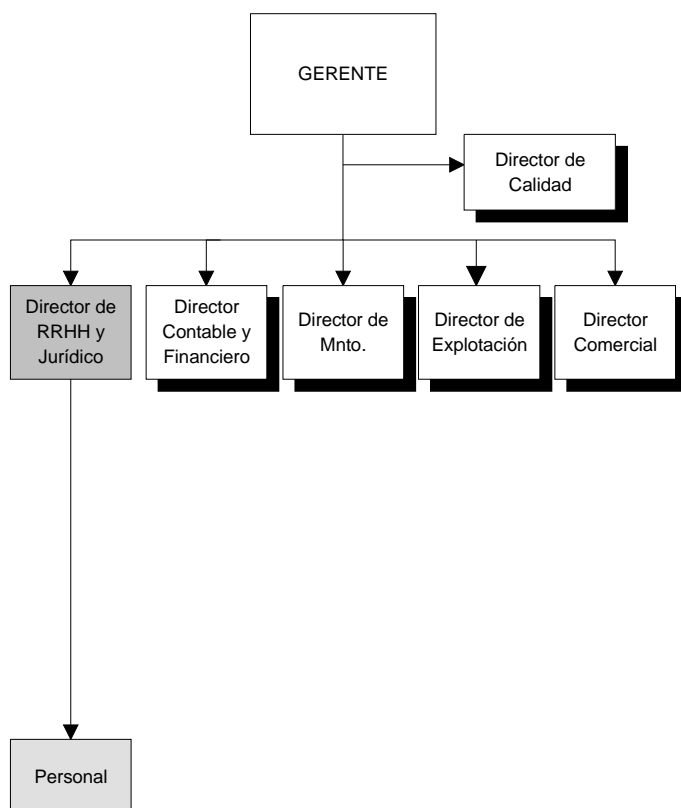 GERENTE
Director de
Calidad
Director de
RRHH y
Jurídico
Director
Contable y
Financiero
Director de
Mnto.
Director de
Explotación
Director
Comercial
Personal